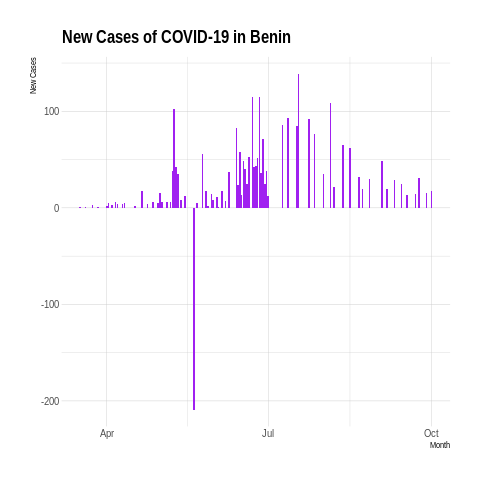 New Cases of COVID-19 in Benin
New Cases
100
0
-100
-200
Apr
Jul
Oct
Month